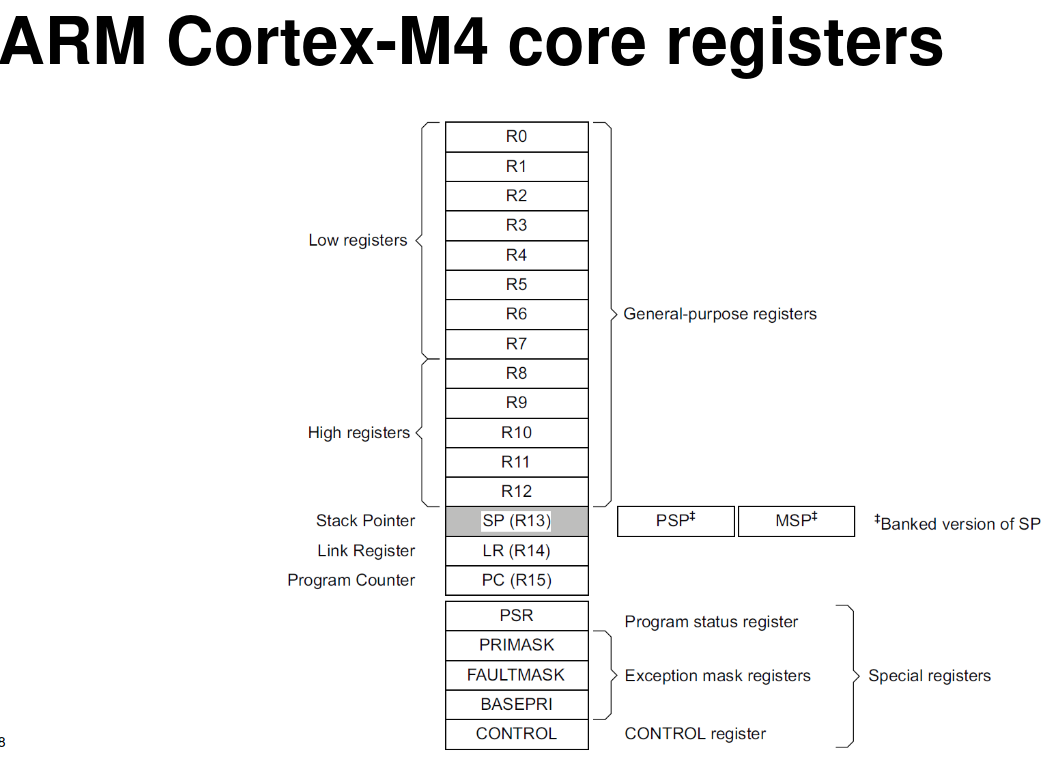 ARM Cortex-M4 core registers
R0
R1
R2
R3
Low registers
R4
R5
R6
General-purpose registers
R7
R8
R9
High registers
R10
R11
R12
Stack Pointer
SP (R13)
PSP‡
MSP‡
‡Banked version of SP
Link Register
LR (R14)
Program Counter
PC (R15)
PSR
Program status register
PRIMASK
FAULTMASK
Exception mask registers
Special registers
BASEPRI
CONTROL
CONTROL register
8